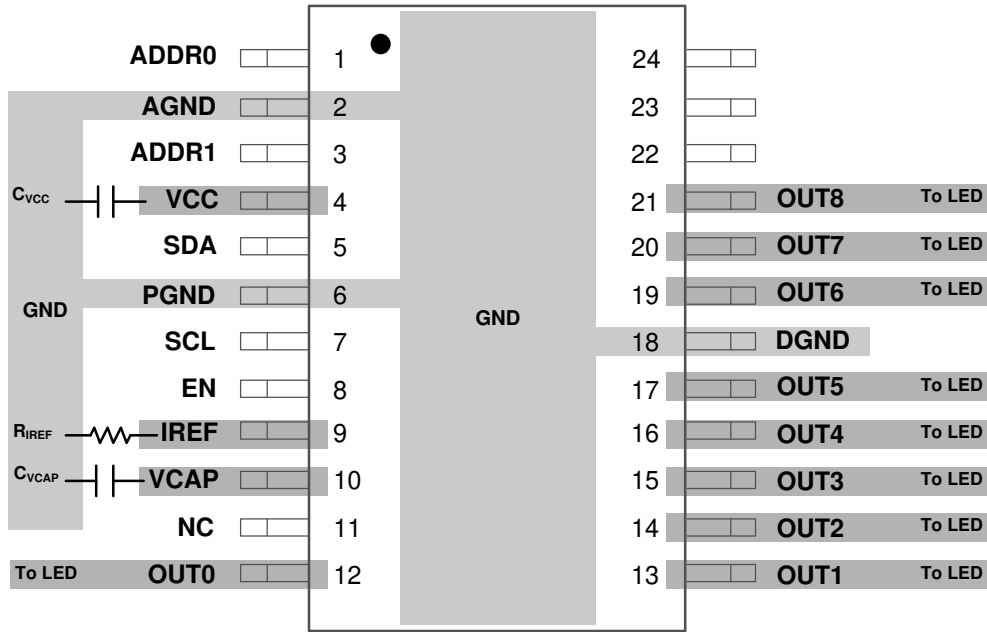 ADDR0 1 24
AGND 2 23
ADDR1 3 22
CVCC VCC 4 21 OUT8 To LED
SDA 5 20 OUT7 To LED
PGND 6 19 OUT6 To LED
GND GND
SCL 7 18 DGND
EN 8 17 OUT5 To LED
RIREF IREF 9 16 OUT4 To LED
CVCAP VCAP 10 15 OUT3 To LED
NC 11 14 OUT2 To LED
To LED OUT0 12 13 OUT1 To LED